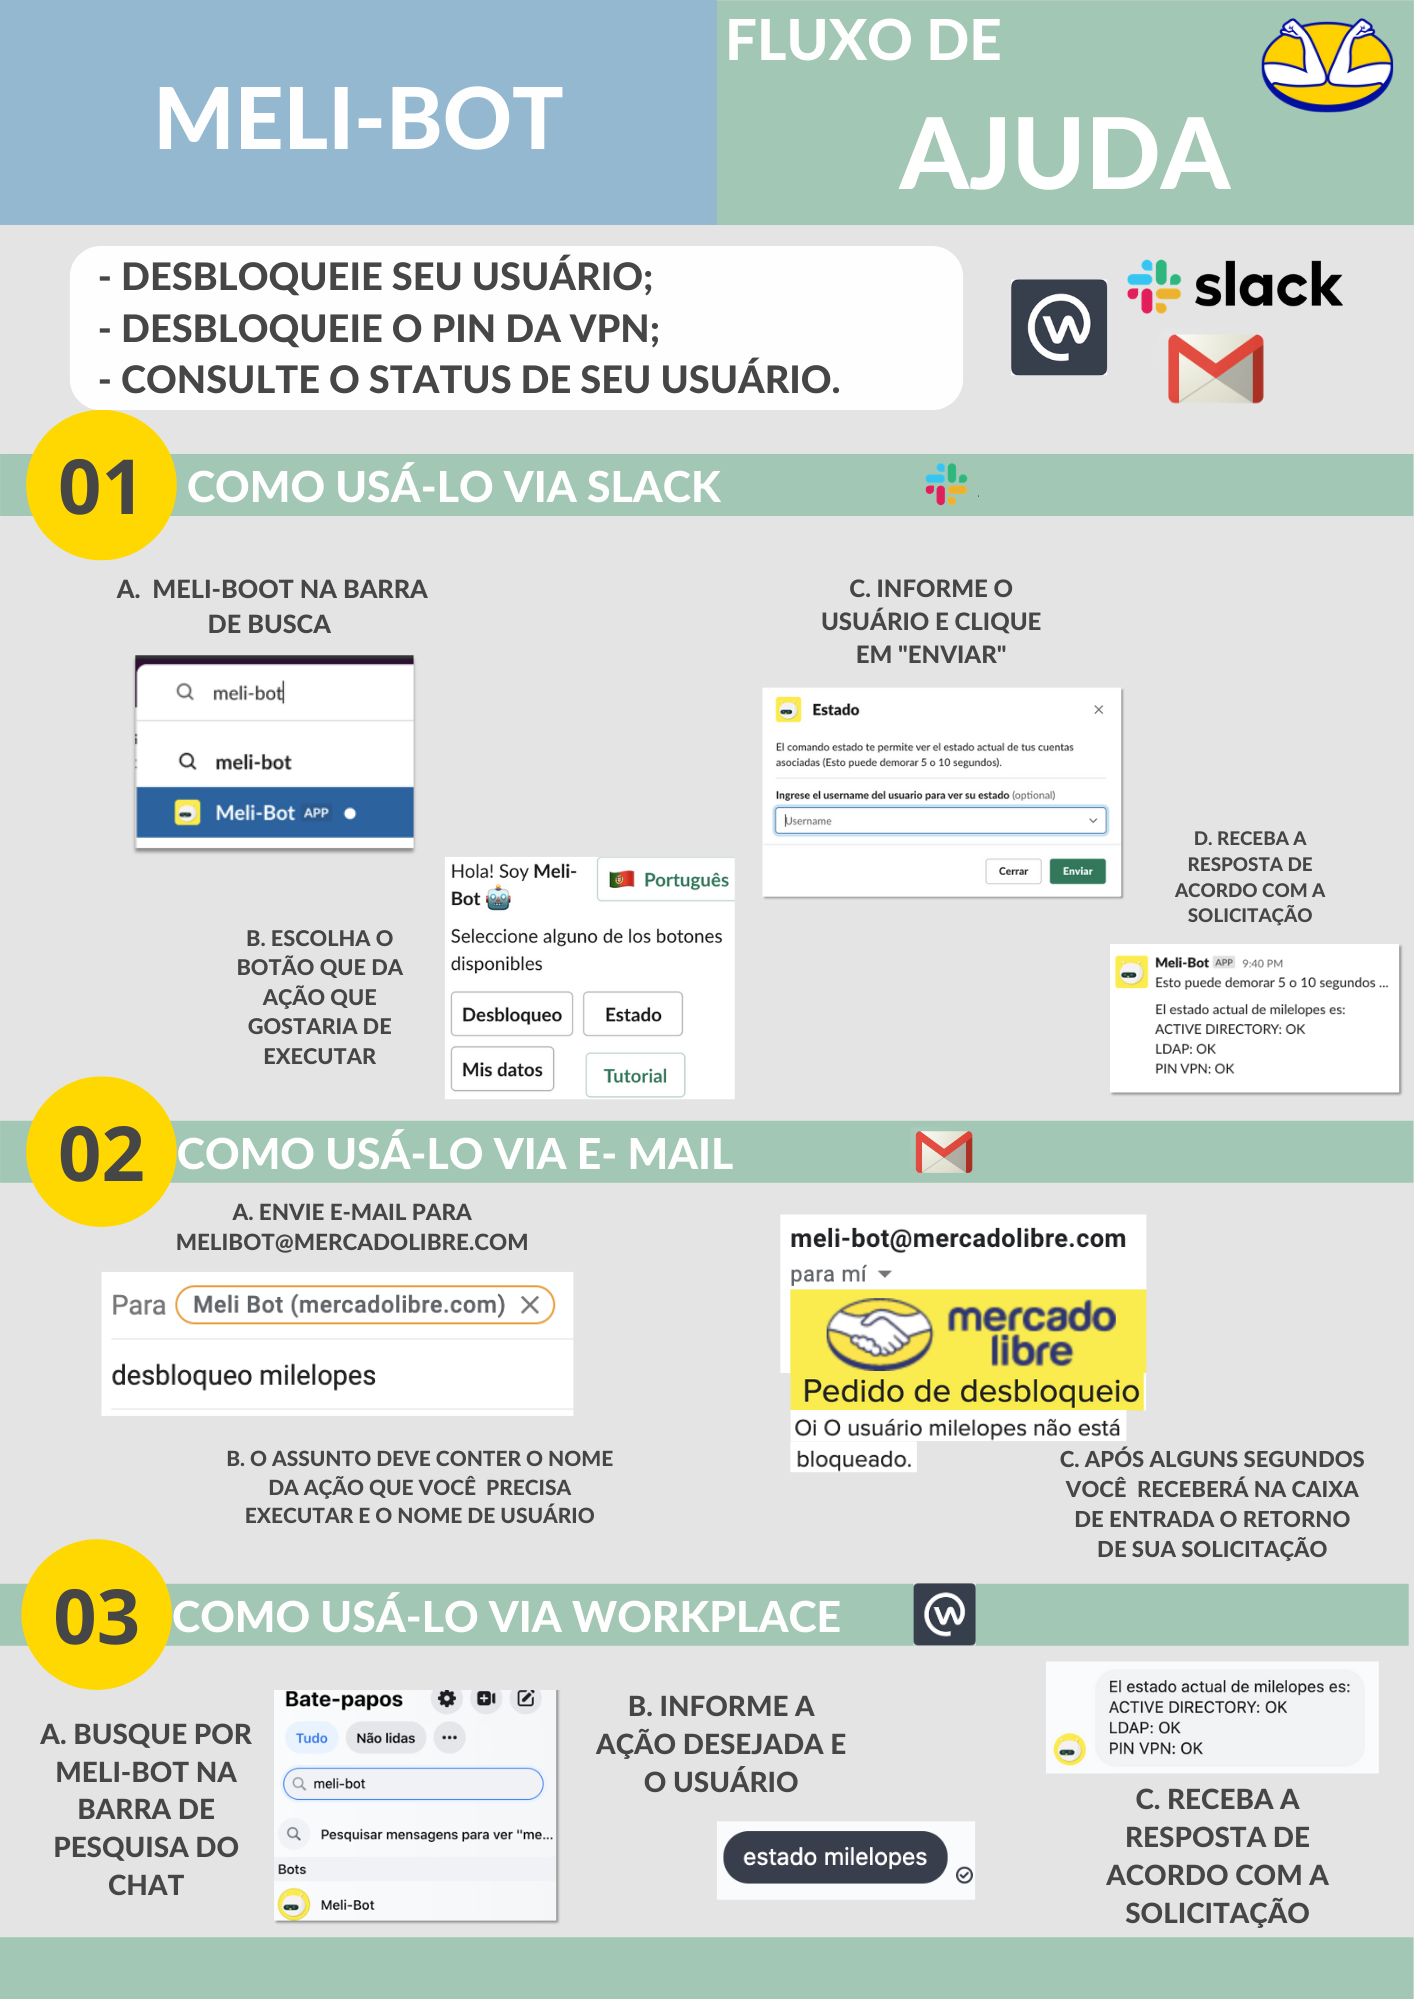 MELI-BOT
FLUXO DE
AJUDA
- DESBLOQUEIE SEU USUÁRIO;
- DESBLOQUEIE O PIN DA VPN;
- CONSULTE O STATUS DE SEU USUÁRIO.
slack
01
COMO USÁ-LO VIA SLACK
A. MELI-BOOT NA BARRA
DE BUSCA
meli-bot
meli-bot
Meli-Bot APP
B. ESCOLHA O
BOTÃO QUE DA
AÇÃO QUE
GOSTARIA DE
EXECUTAR
Hola! Soy Meli-
Bot
Português
Seleccione alguno de los botones
disponibles
Desbloqueo
Estado
Mis datos
Tutorial
C. INFORME O
USUÁRIO E CLIQUE
EM "ENVIAR"
Estado
El comando estado te permite ver el estado actual de tus cuentas
asociadas (Esto puede demorar 5 o 10 segundos).
Ingrese el username del usuario para ver su estado (optional)
Username
Cerrar
Enviar
D. RECEBA A
RESPOSTA DE
ACORDO COM A
SOLICITAÇÃO
Meli-Bot APP 9:40 PM
Esto puede demorar 5 o 10 segundos ...
El estado actual de milelopes es:
ACTIVE DIRECTORY: OK
LDAP: OK
PIN VPN: OK
02
COMO USÁ-LO VIA E- MAIL
A. ENVIE E-MAIL PARA
MELIBOT@MERCADOLIBRE.COM
Para Meli Bot (mercadolibre.com)
desbloqueo milelopes
B. O ASSUNTO DEVE CONTER O NOME
DA AÇÃO QUE VOCÊ PRECISA
EXECUTAR E O NOME DE USUÁRIO
meli-bot@mercadolibre.com
para mí
mercado
libre
Pedido de desbloqueio
Oi O usuário milelopes não está
bloqueado.
C. APÓS ALGUNS SEGUNDOS
VOCÊ RECEBERÁ NA CAIXA
DE ENTRADA O RETORNO
DE SUA SOLICITAÇÃO
03
COMO USÁ-LO VIA WORKPLACE
A. BUSQUE POR
MELI-BOT NA
BARRA DE
PESQUISA DO
CHAT
Bate-papos
Tudo
Não lidas
meli-bot
Pesquisar mensagens para ver "me...
Bots
Meli-Bot
B. INFORME A
AÇÃO DESEJADA E
O USUÁRIO
estado milelopes
El estado actual de milelopes es:
ACTIVE DIRECTORY: OK
LDAP: OK
PIN VPN: OK
C. RECEBA A
RESPOSTA DE
ACORDO COM A
SOLICITAÇÃO